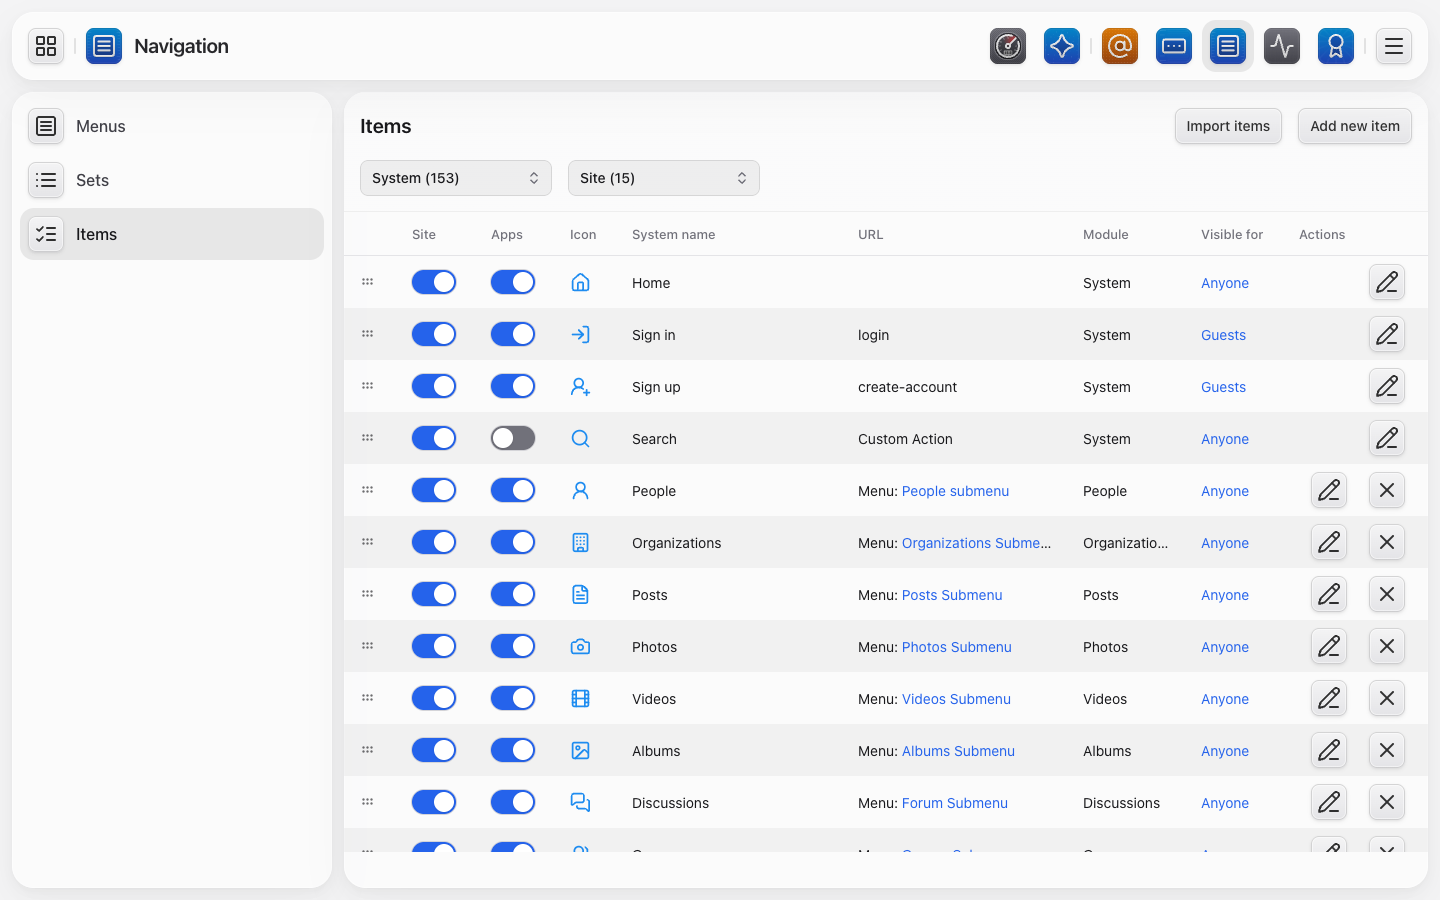 Navigation
Menus
Sets
Items
Items
Import items
Add new item
System (153)
Site (15)
Site Apps Icon System name URL Module Visible for Actions
Home System Anyone
Sign in login System Guests
Sign up create-account System Guests
Search Custom Action System Anyone
People Menu: People submenu People Anyone
Organizations Menu: Organizations Subme... Organizatio... Anyone
Posts Menu: Posts Submenu Posts Anyone
Photos Menu: Photos Submenu Photos Anyone
Videos Menu: Videos Submenu Videos Anyone
Albums Menu: Albums Submenu Albums Anyone
Discussions Menu: Forum Submenu Discussions Anyone